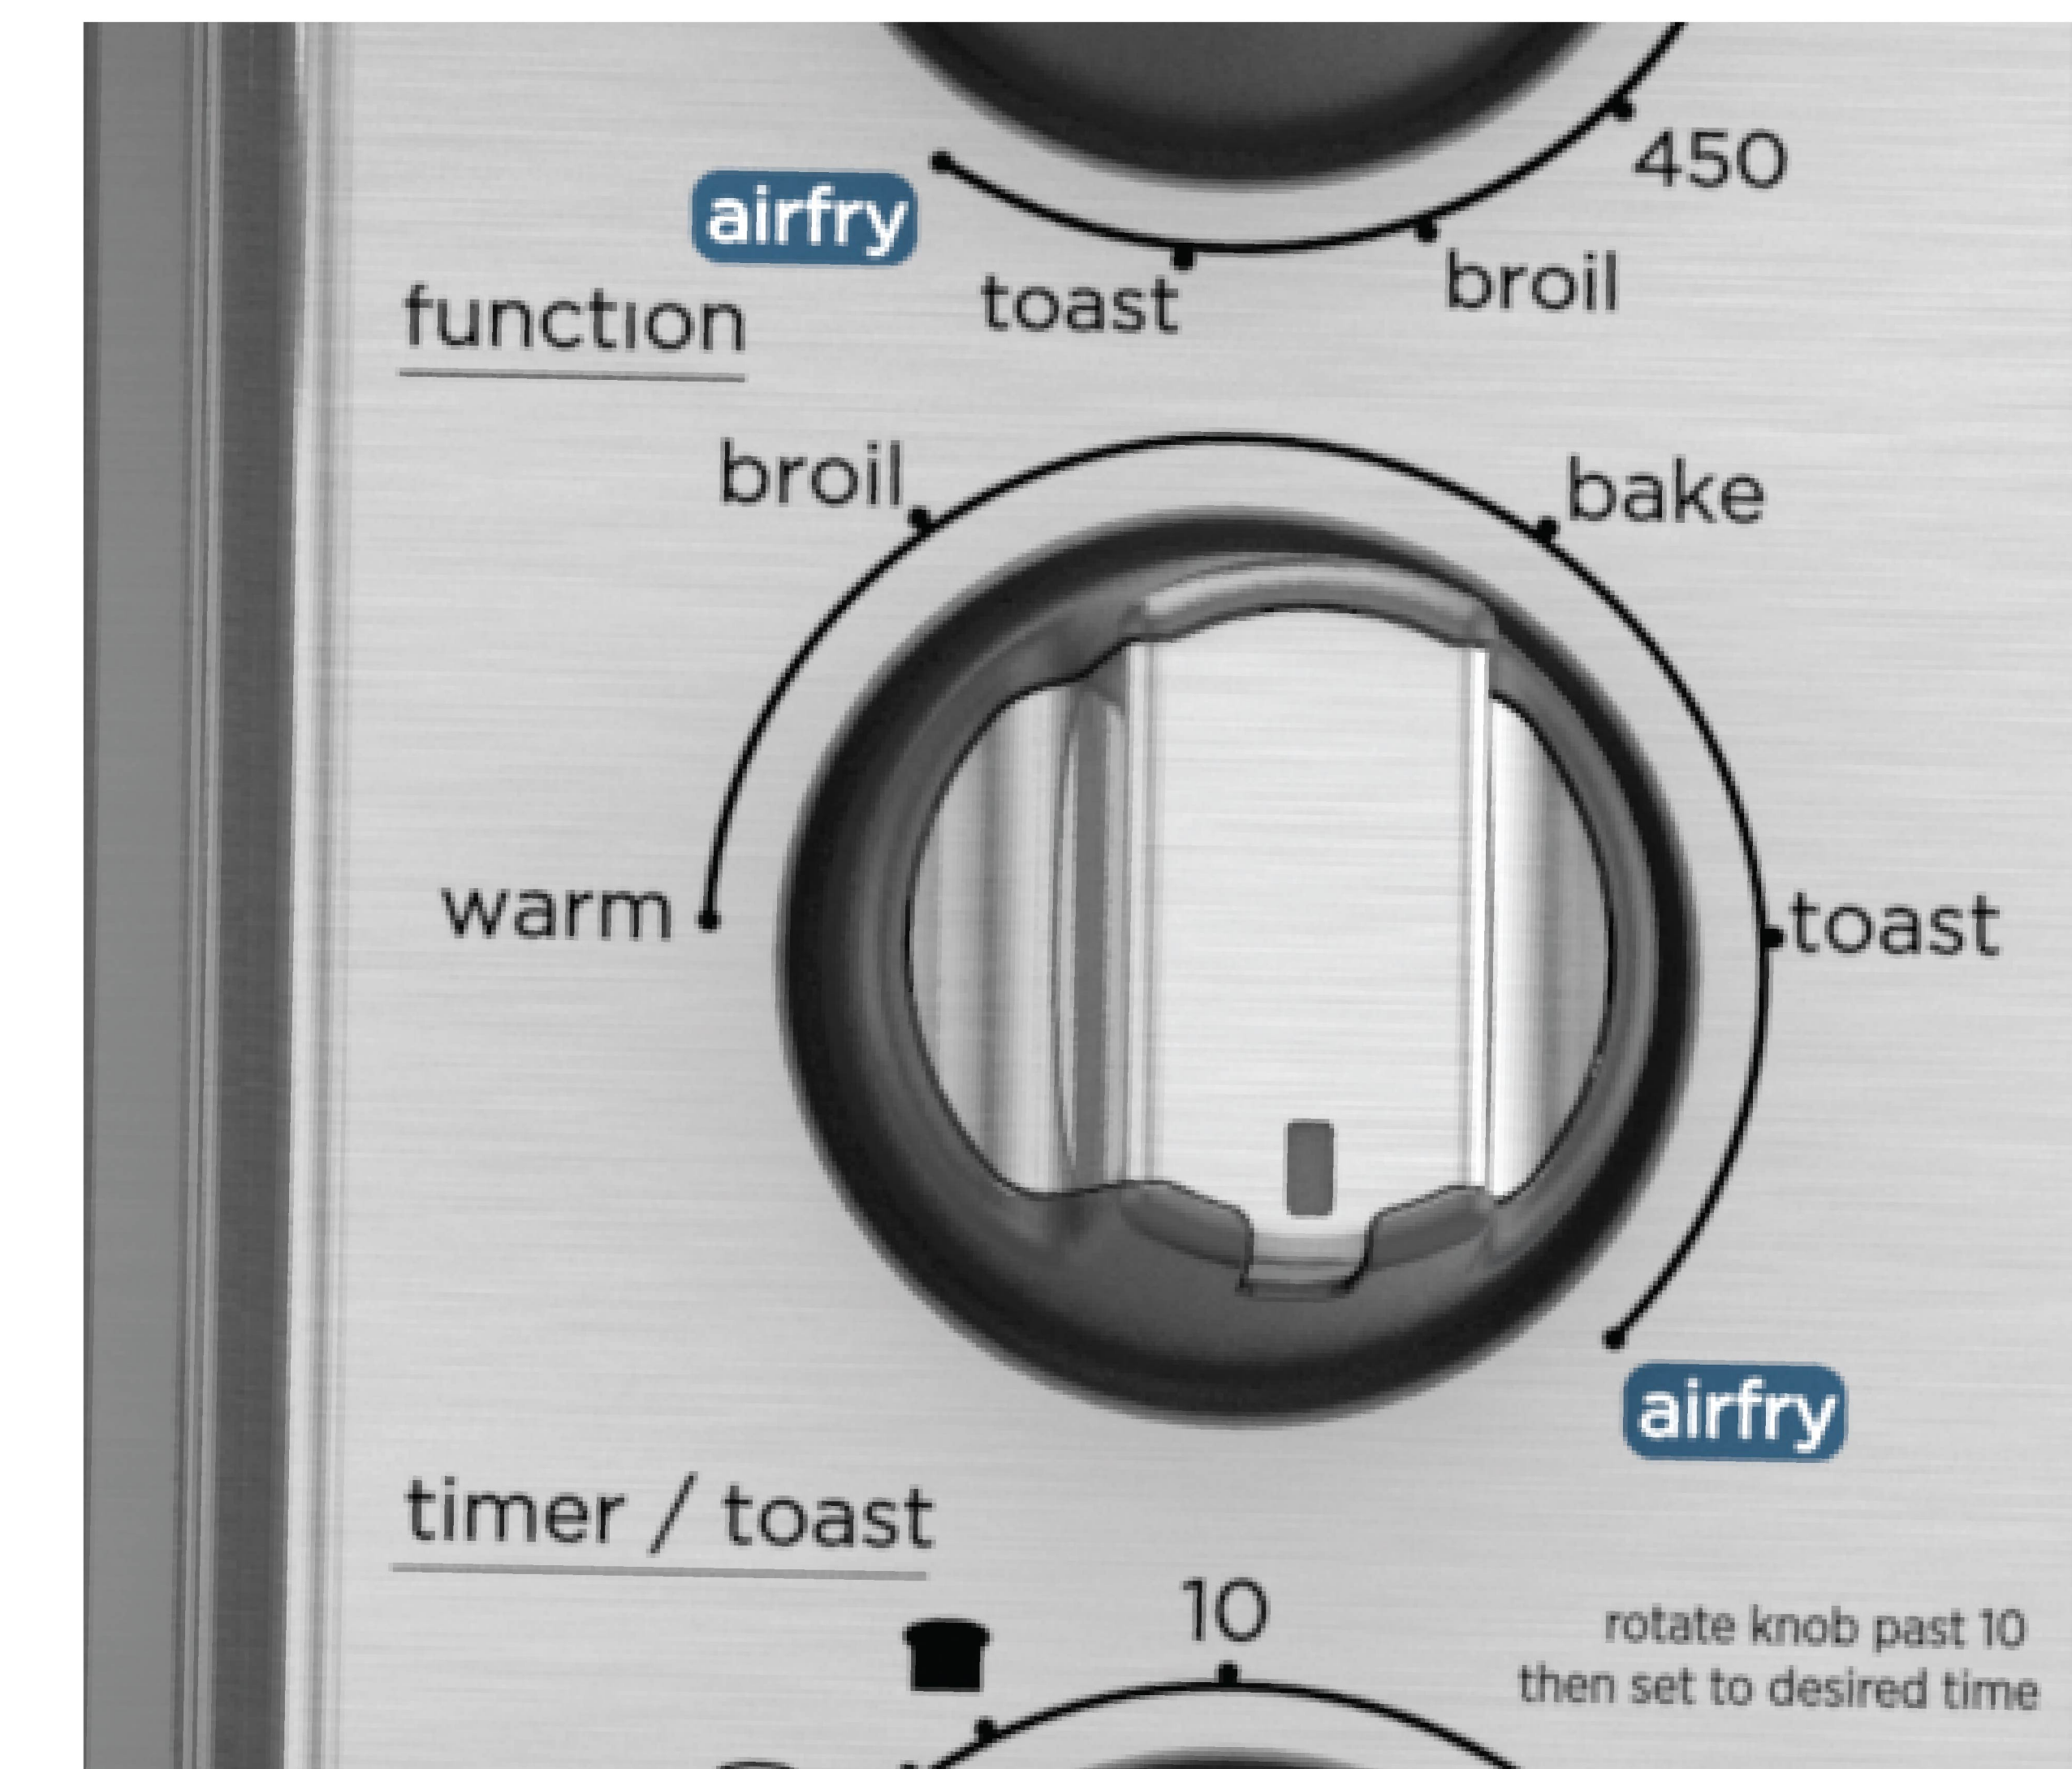 450
airfry
broil
toast
function
broil
bake
warm
toast
airfry
timer / toast
10
rotate knob past 10
then set to desired time